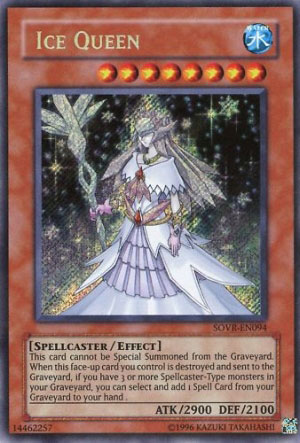 ICE QUEEN
水
SOVR-EN094
[SPELLCASTER / EFFECT]
This card cannot be Special Summoned from the Graveyard.
When this face-up card you control is destroyed and sent to
the Graveyard, if you have 3 or more Spellcaster-Type monsters in
your Graveyard, you can select and add 1 Spell Card from your
Graveyard to your hand .
ATK/2900 DEF/2100
14462257
©1996 KAZUKI TAKAHASHI